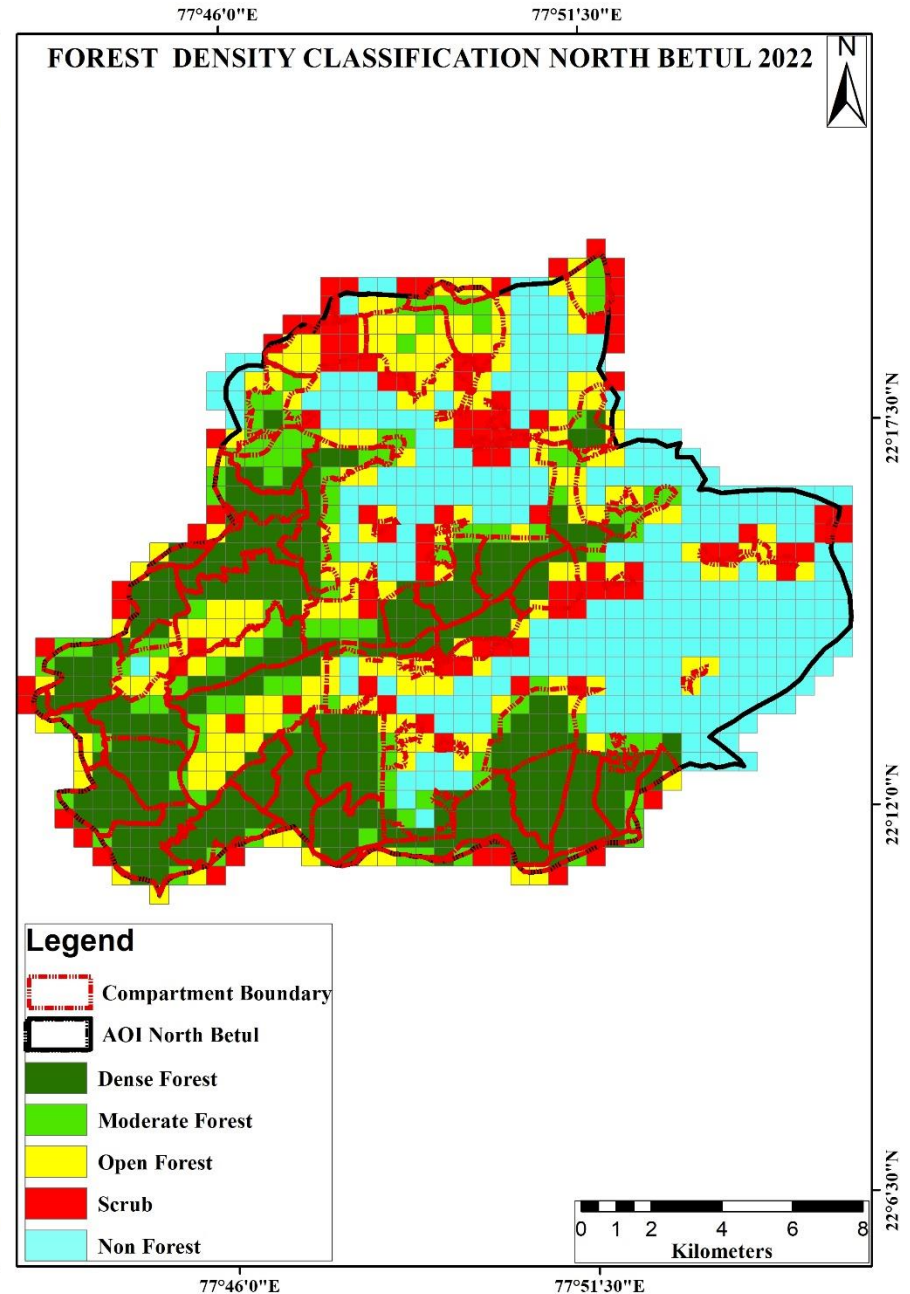 77°46'0"E 77°51'30"E
FOREST DENSITY CLASSIFICATION NORTH BETUL 2022
N
22°17'30"N
22°12'0"N
22°6'30"N
Legend
Compartment Boundary
AOI North Betul
Dense Forest
Moderate Forest
Open Forest
Scrub
Non Forest
0 1 2 4 6 8
Kilometers
77°46'0"E 77°51'30"E